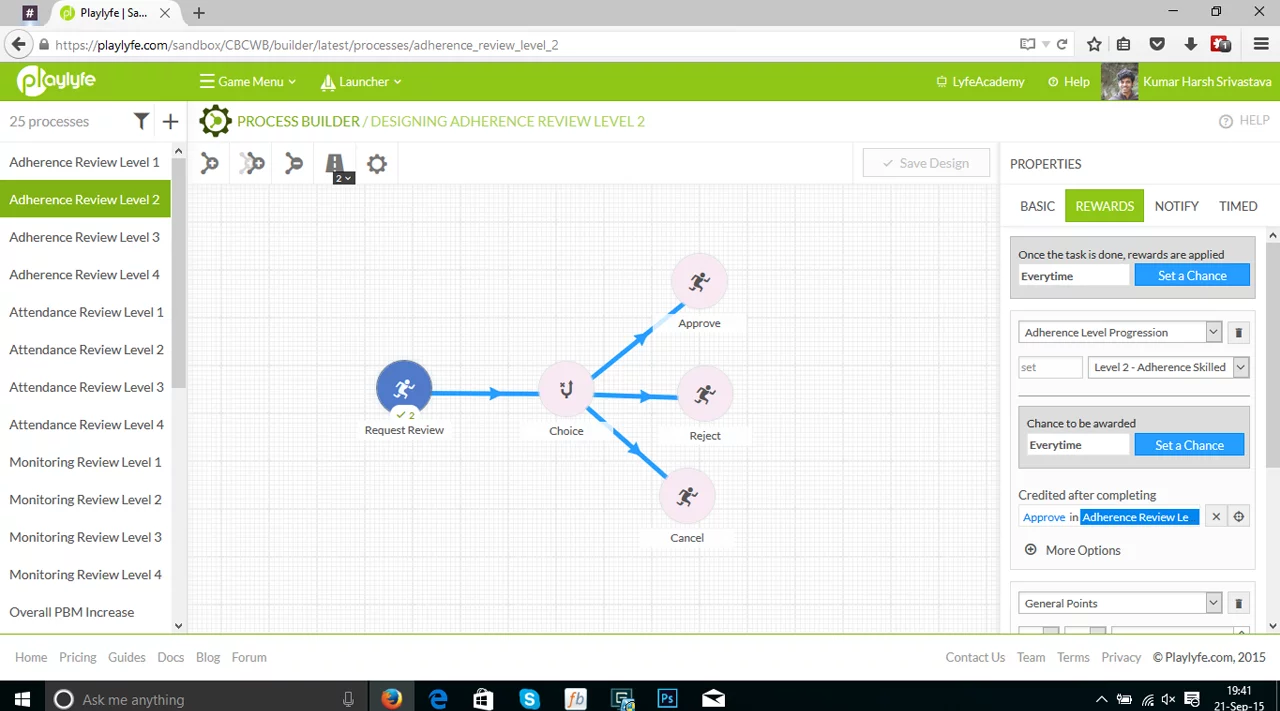 #
Playlyfe | Sa...
https://playlyfe.com/sandbox/CBCWB/builder/latest/processes/adherence_review_level_2
1
playlyfe
Game Menu
Launcher
LyfeAcademy
Help
Kumar Harsh Srivastava
25 processes
PROCESS BUILDER / DESIGNING ADHERENCE REVIEW LEVEL 2
HELP
Adherence Review Level 1
Adherence Review Level 2
Adherence Review Level 3
Adherence Review Level 4
Attendance Review Level 1
Attendance Review Level 2
Attendance Review Level 3
Attendance Review Level 4
Monitoring Review Level 1
Monitoring Review Level 2
Monitoring Review Level 3
Monitoring Review Level 4
Overall PBM Increase
2
Save Design
Approve
2
Request Review
Choice
Reject
Cancel
PROPERTIES
BASIC REWARDS NOTIFY TIMED
Once the task is done, rewards are applied
Everytime Set a Chance
Adherence Level Progression
set Level 2 - Adherence Skilled
Chance to be awarded
Everytime Set a Chance
Credited after completing
Approve in Adherence Review Le
More Options
General Points
Home Pricing Guides Docs Blog Forum
Contact Us Team Terms Privacy © Playlyfe.com, 2015
Ask me anything
fb
Ps
19:41
21-Sep-15